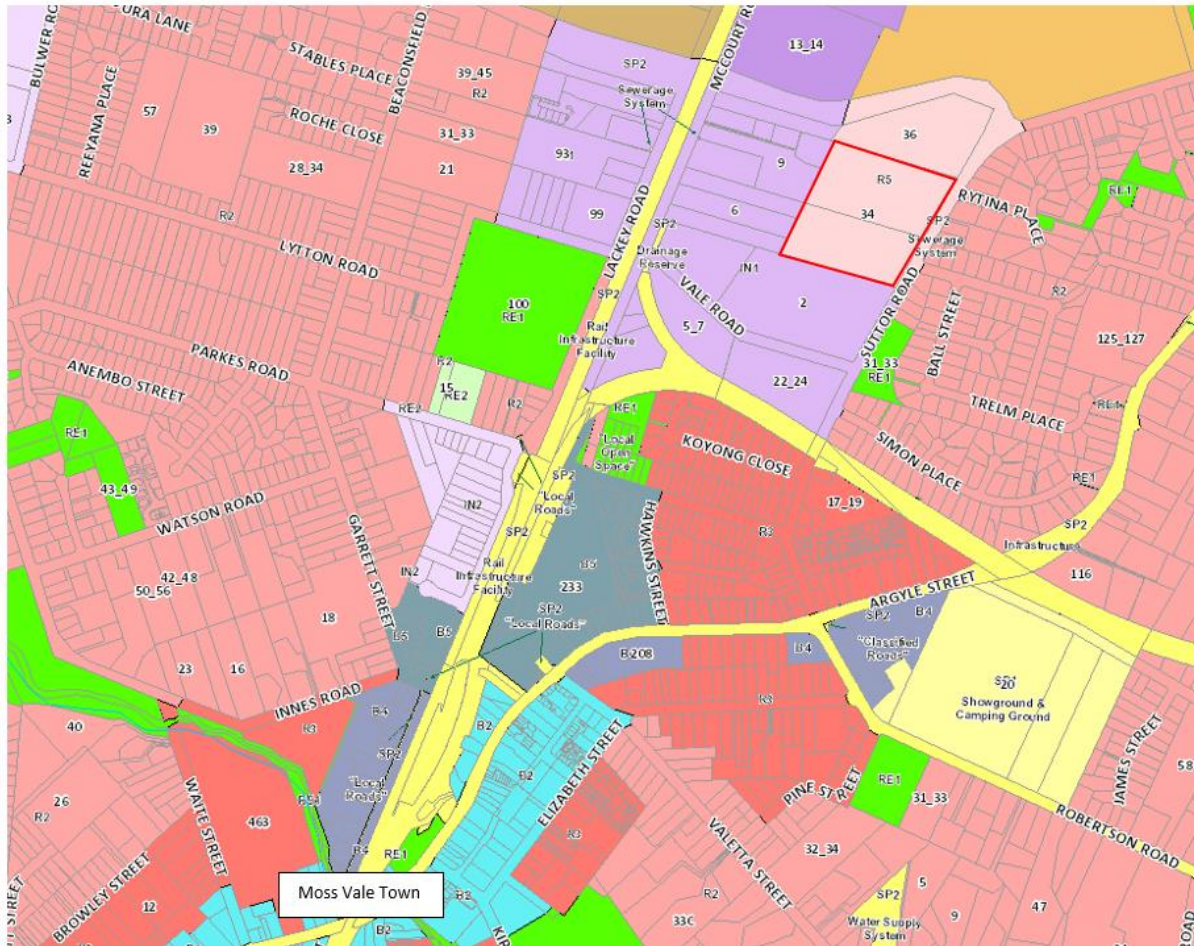 BULWER RO
URA LANE
STABLES PLACE
BEACONSFIELD
39_45
R2
SP2
MCCOURT R
13_14
Sewerage
System
REEYANA PLACE
57
39
ROCHE CLOSE
31_33
28_34
21
93
9
36
R5
34
RYTINA PLACE
RE1
SP2
Sewerage
System
R2
99
6
LYTTON ROAD
LACKEY ROAD
SP2
Drainage
Reserve
IN1
VALE ROAD
2
R2
SUTTOR ROAD
BALL STREET
100
RE1
SP2
Rail
Infrastructure
Facility
5_7
125_127
31_33
RE1
PARKES ROAD
ANEMBO STREET
R2
15
RE2
R2
22_24
TRELM PLACE
RE1
RE2
RE1
"Local
Open
Space"
KOYONG CLOSE
SIMON PLACE
RE1
43_49
WATSON ROAD
IN2
SP2
"Local
Roads"
SP2
17_19
R3
RE1
SP2
Infrastructure
GARRETT STREET
HAWKINS STREET
42_48
50_56
IN2
Rail
Infrastructure
Facility
B5
233
ARGYLE STREET
116
18
B5
B5
SP2
"Local Roads"
SP2
B4
"Classified
Roads"
23
16
B208
B4
20
Showground &
Camping Ground
INNES ROAD
40
R3
B4
SP2
"Local
Roads"
B2
B2
ELIZABETH STREET
R3
PINE STREET
RE1
31_33
JAMES STREET
58
26
R2
WAITE STREET
463
B4
RE1
R3
VALETTA STREET
32_34
ROBERTSON ROAD
BROWLEY STREET
12
Moss Vale Town
B2
B2
R2
33C
SP2
Water Supply
System
5
9
47